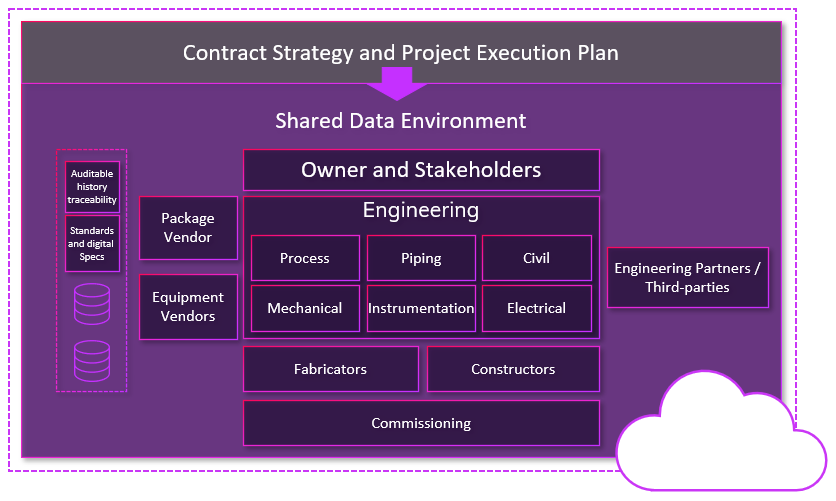 Contract Strategy and Project Execution Plan
Shared Data Environment
Owner and Stakeholders
Auditable
history
traceability
Standards
and digital
Specs
Package
Vendor
Equipment
Vendors
Engineering
Process
Piping
Civil
Mechanical
Instrumentation
Electrical
Engineering Partners /
Third-parties
Fabricators
Constructors
Commissioning